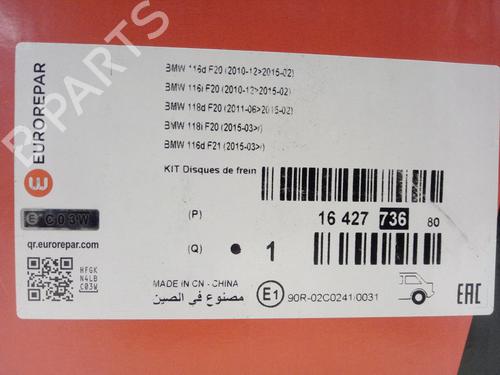 BMW 116d F20 (2010-12>2015-02)
BMW 116i F20 (2010-12>2015-02)
BMW 118d F20 (2011-06>2015-02)
BMW 118i F20 (2015-03>/)
BMW 116d F21 (2015-03>/)
KIT Disques de frein
(P)
16 427 736 80
(Q)
1
MADE IN CN - CHINA
مصنوع في الصين
E1
90R-02C0241/0031
EAC
EUROREPAR
E C03W
qr.eurorepar.com
HFGK
N4LB
C03W
B PARTS